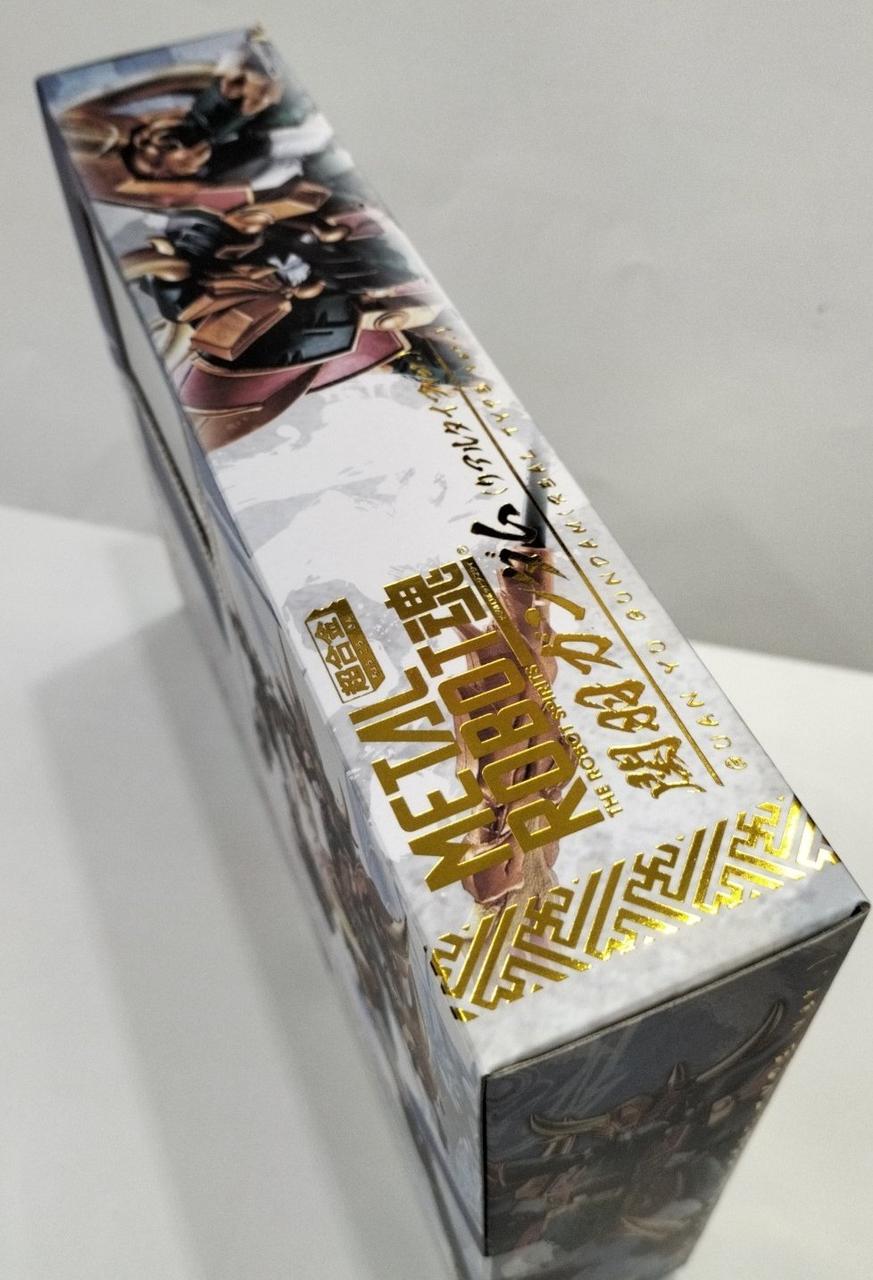 超合金
METAL
ROBOT魂
THE ROBOT SPIRITS
関羽ガンダム(リアルタイプver.)
GUAN YU GUNDAM(REAL TYPE ver.)